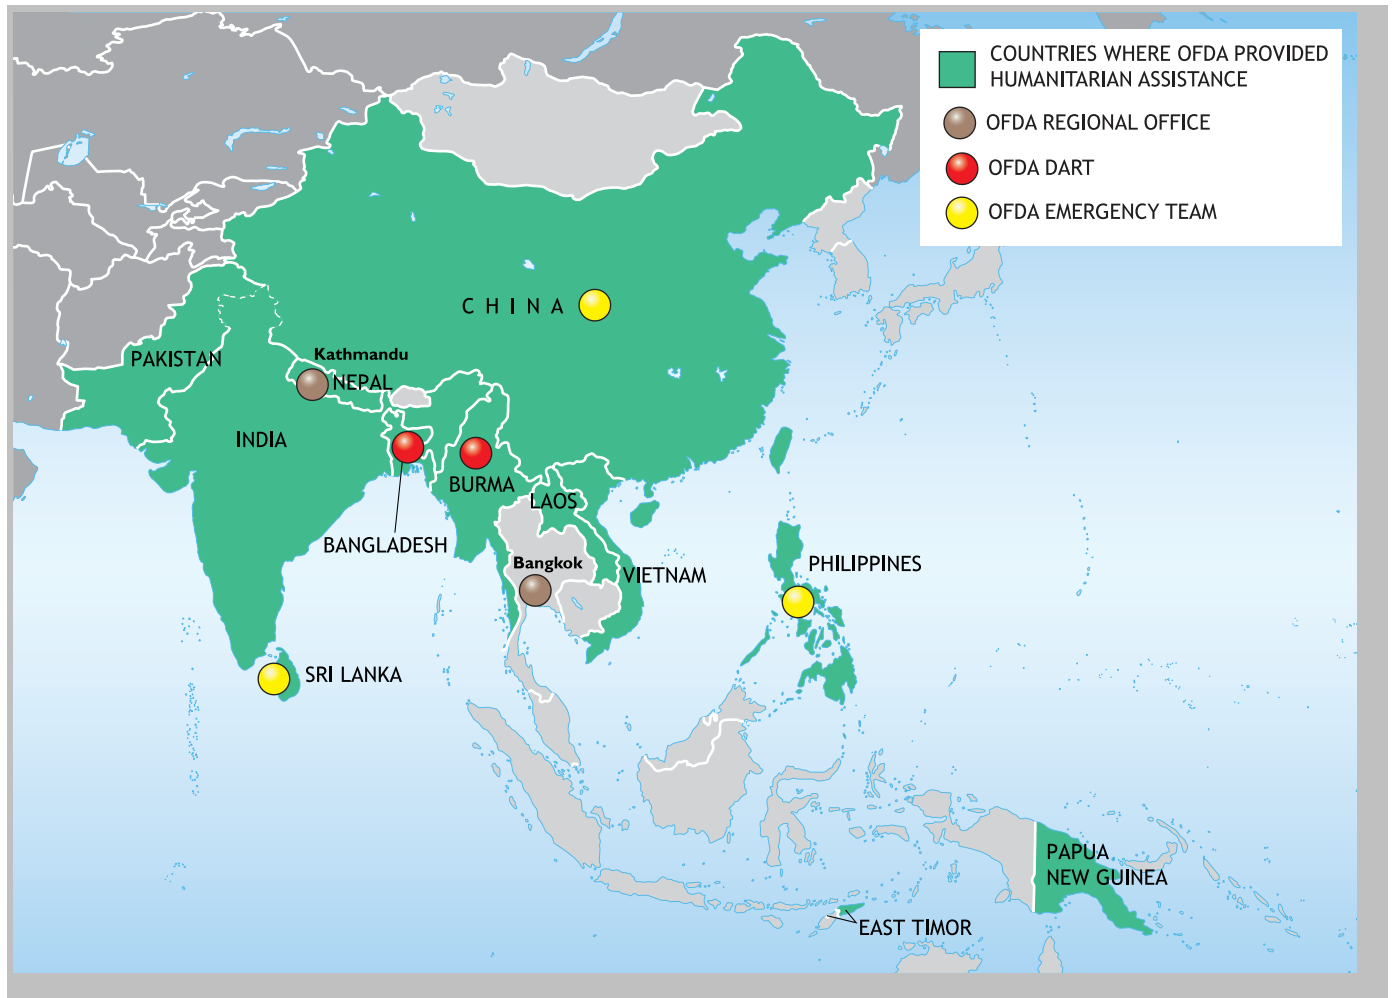 COUNTRIES WHERE OFDA PROVIDED
HUMANITARIAN ASSISTANCE
OFDA REGIONAL OFFICE
OFDA DART
OFDA EMERGENCY TEAM
C H I N A
PAKISTAN
Kathmandu
NEPAL
INDIA
BURMA
LAOS
BANGLADESH
Bangkok
VIETNAM
PHILIPPINES
SRI LANKA
PAPUA
NEW GUINEA
EAST TIMOR